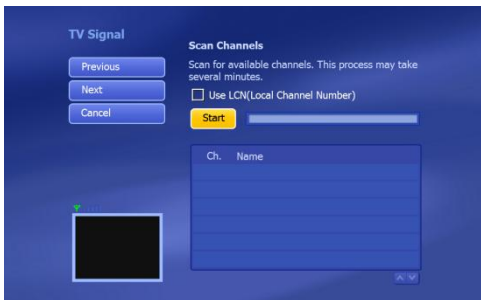 TV Signal
Scan Channels
Previous
Scan for available channels. This process may take
several minutes.
Next
Use LCN(Local Channel Number)
Cancel
Start
Ch. Name